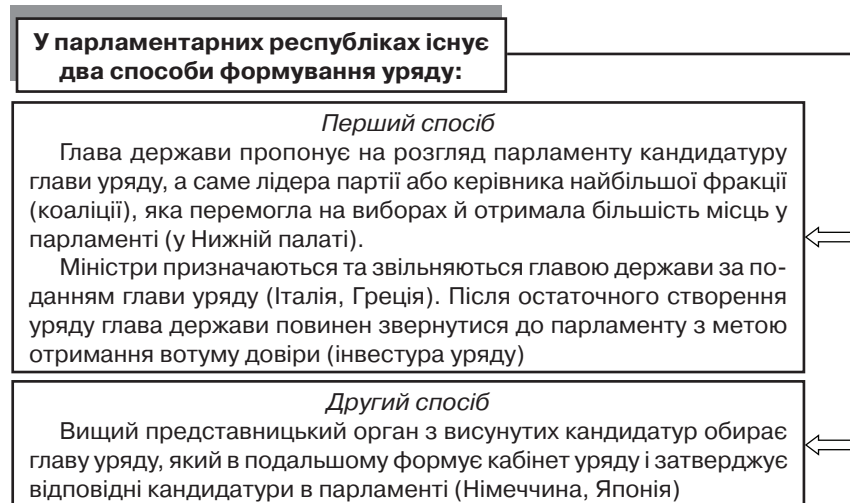 У парламентарних республіках існує
два способи формування уряду:
Перший спосіб
Глава держави пропонує на розгляд парламенту кандидатуру
глави уряду, а саме лідера партії або керівника найбільшої фракції
(коаліції), яка перемогла на виборах й отримала більшість місць у
парламенті (у Нижній палаті).
Міністри призначаються та звільняються главою держави за по-
данням глави уряду (Італія, Греція). Після остаточного створення
уряду глава держави повинен звернутися до парламенту з метою
отримання вотуму довіри (інвестура уряду)
Другий спосіб
Вищий представницький орган з висунутих кандидатур обирає
главу уряду, який в подальшому формує кабінет уряду і затверджує
відповідні кандидатури в парламенті (Німеччина, Японія)